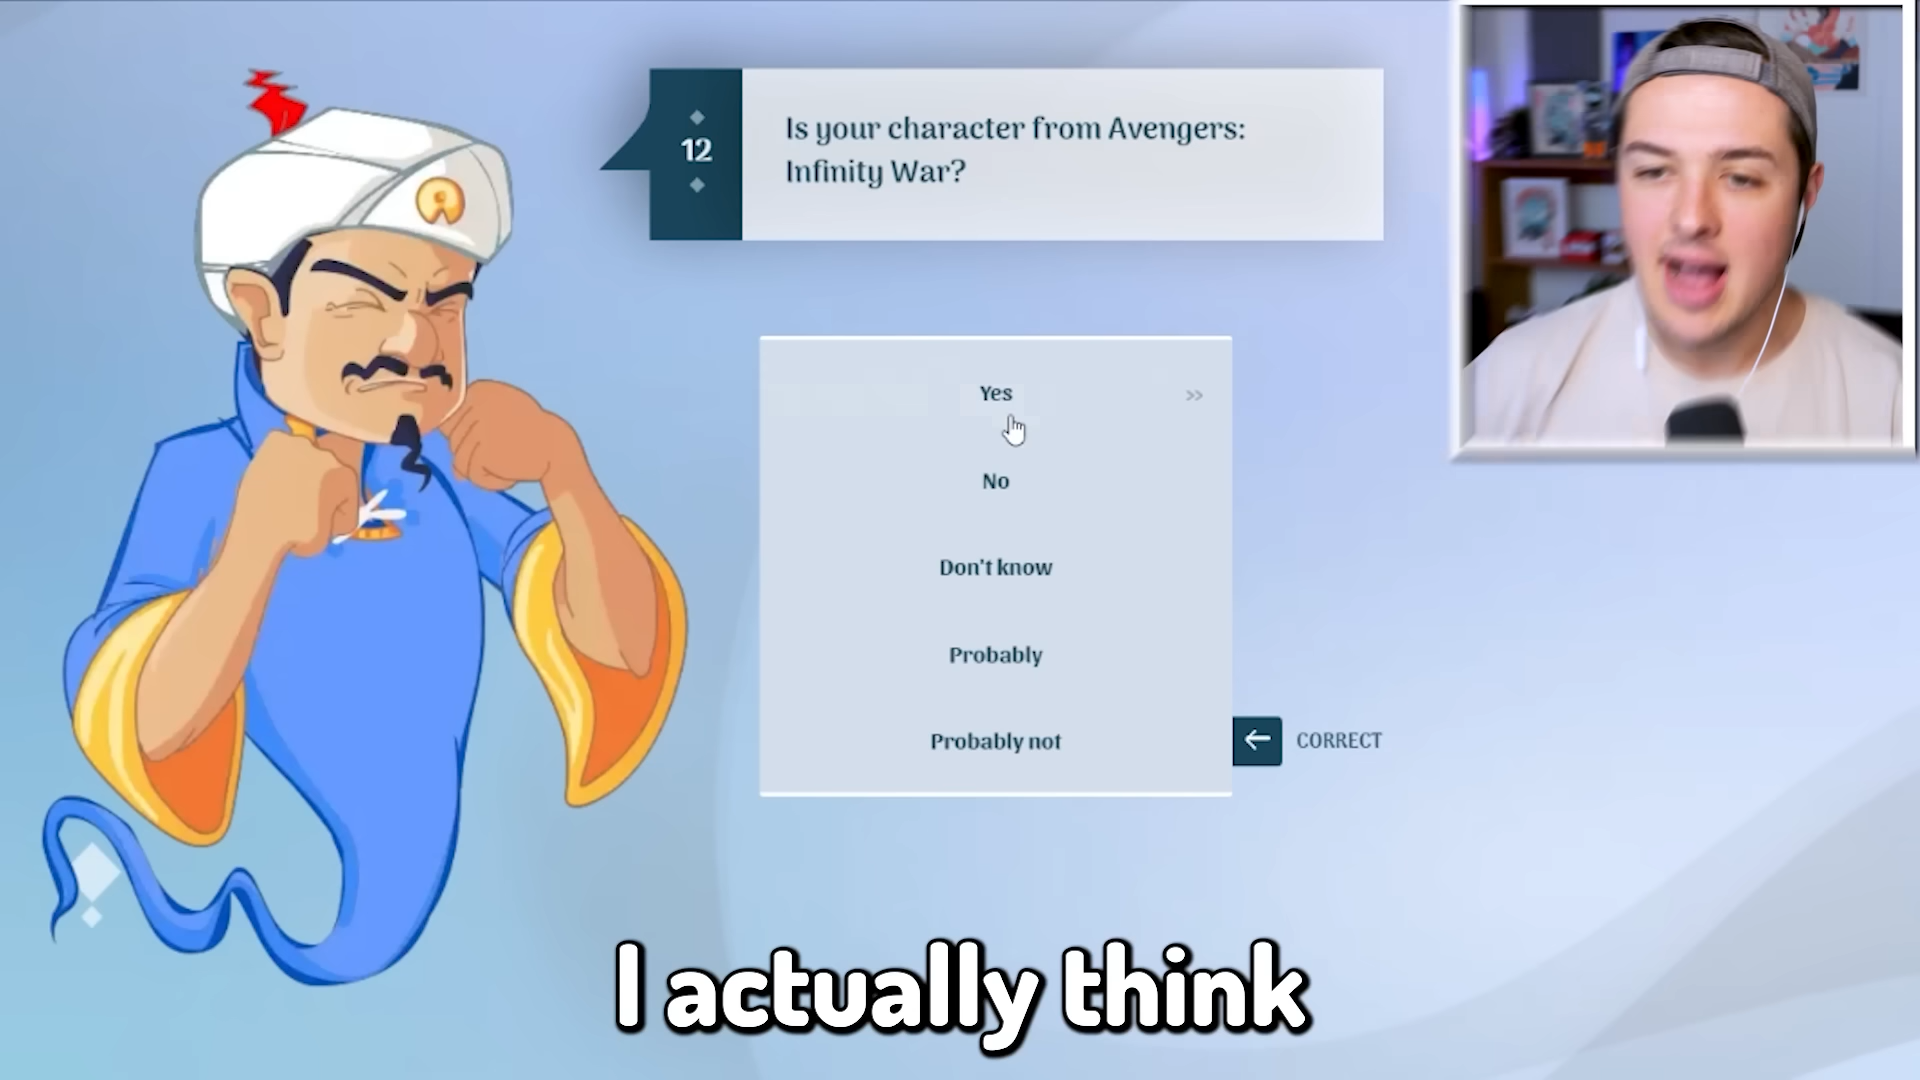 12
Is your character from Avengers:
Infinity War?
Yes
No
Don't know
Probably
Probably not
CORRECT
I actually think